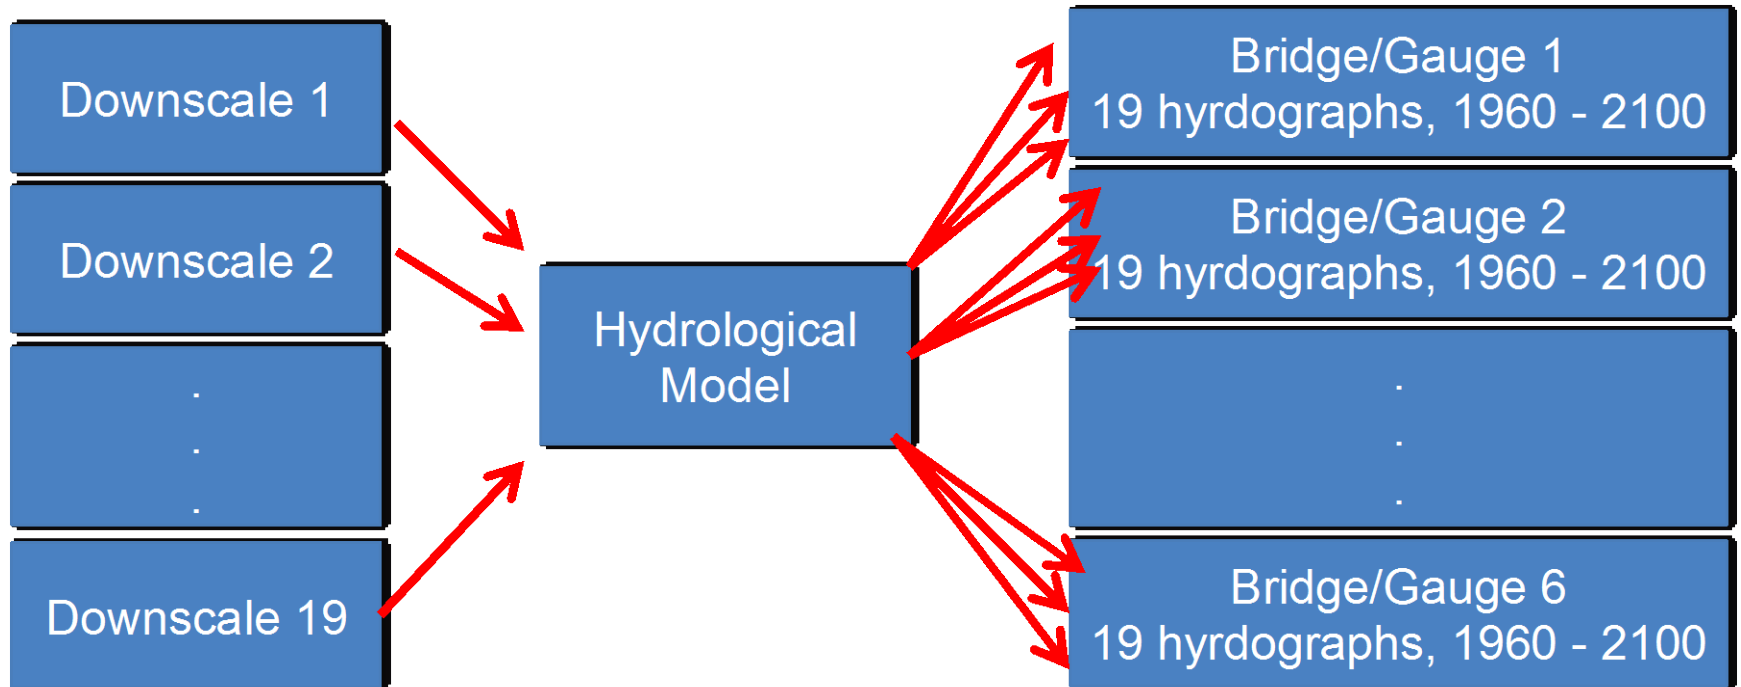 Downscale 1
Downscale 2
.
.
.
Downscale 19
Hydrological
Model
Bridge/Gauge 1
19 hyrdographs, 1960 - 2100
Bridge/Gauge 2
19 hyrdographs, 1960 - 2100
.
.
.
Bridge/Gauge 6
19 hyrdographs, 1960 - 2100